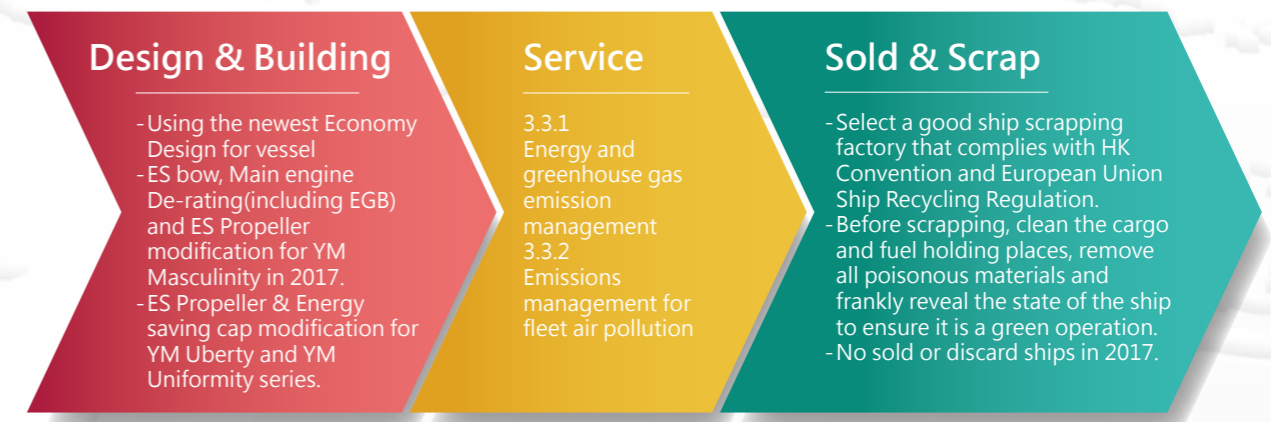 Design & Building
-Using the newest Economy
Design for vessel
-ES bow, Main engine
De-rating(including EGB)
and ES Propeller
modification for YM
Masculinity in 2017.
-ES Propeller & Energy
saving cap modification for
YM Uberty and YM
Uniformity series.
Service
3.3.1
Energy and
greenhouse gas
emission
management
3.3.2
Emissions
management for
fleet air pollution
Sold & Scrap
-Select a good ship scrapping
factory that complies with HK
Convention and European Union
Ship Recycling Regulation.
-Before scrapping, clean the cargo
and fuel holding places, remove
all poisonous materials and
frankly reveal the state of the ship
to ensure it is a green operation.
-No sold or discard ships in 2017.